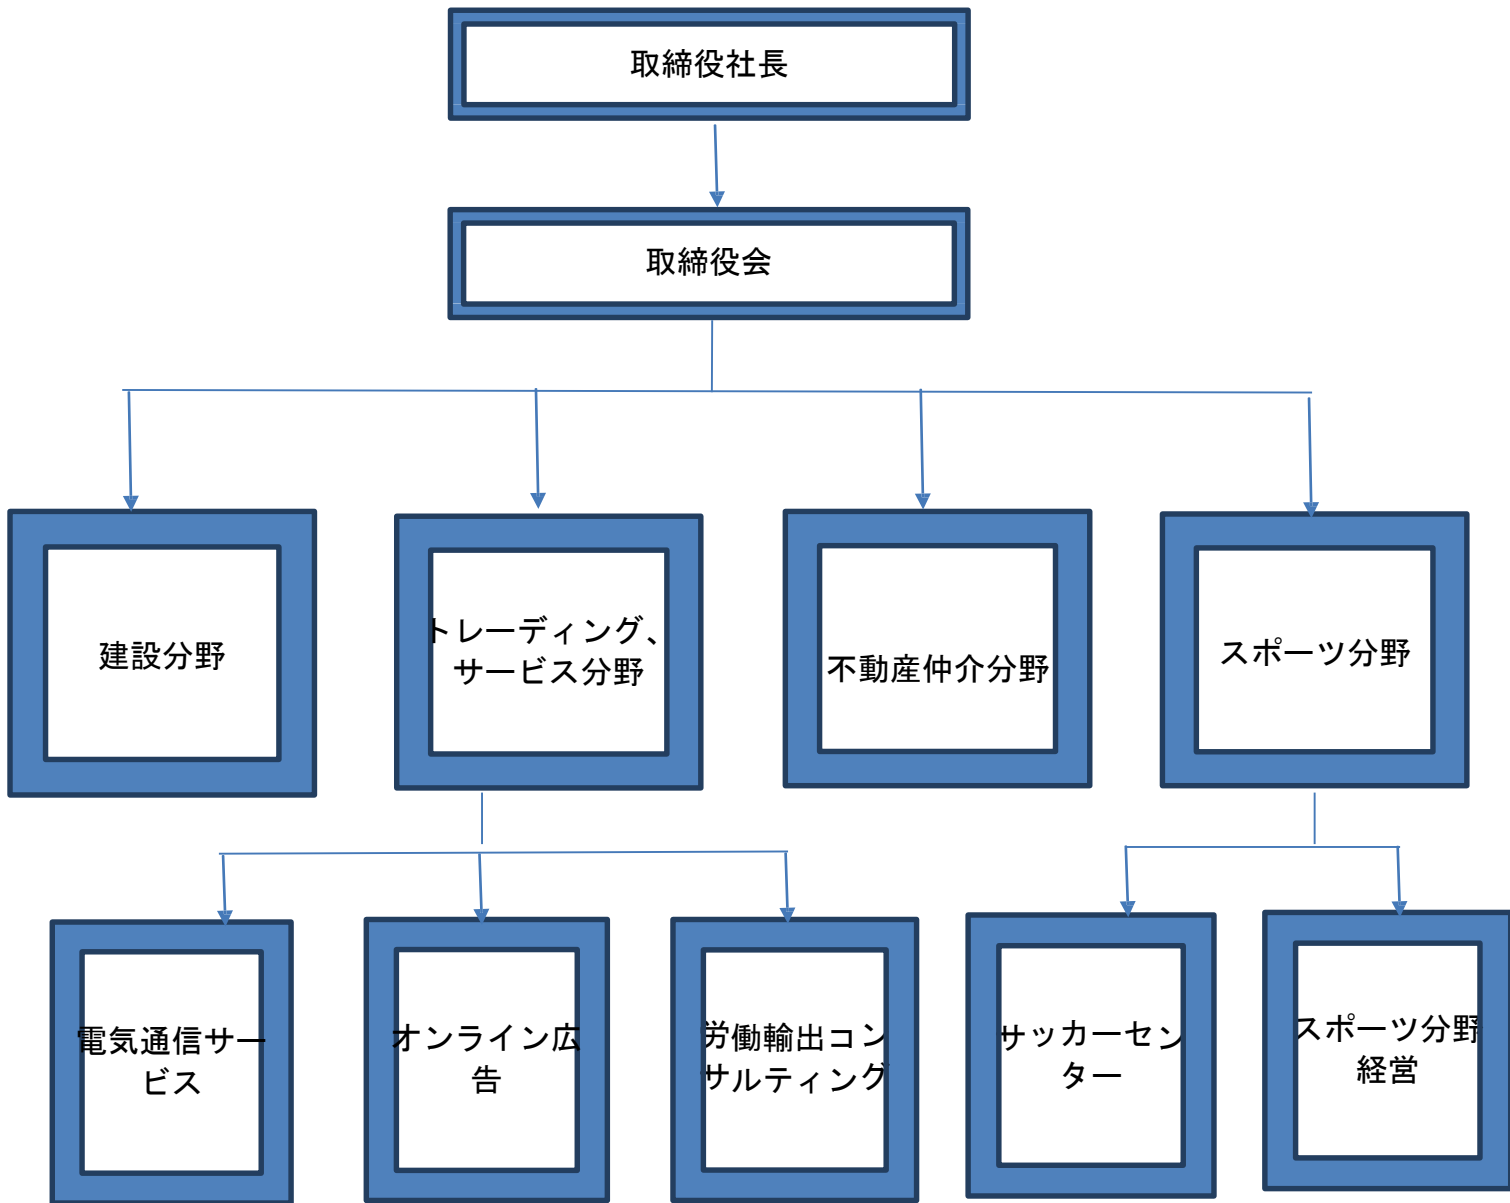 取締役社長
取締役会
建設分野
トレーディング、
サービス分野
不動産仲介分野
スポーツ分野
電気通信サー
ビス
オンライン広
告
労働輸出コン
サルティング
サッカーセン
ター
スポーツ分野
経営